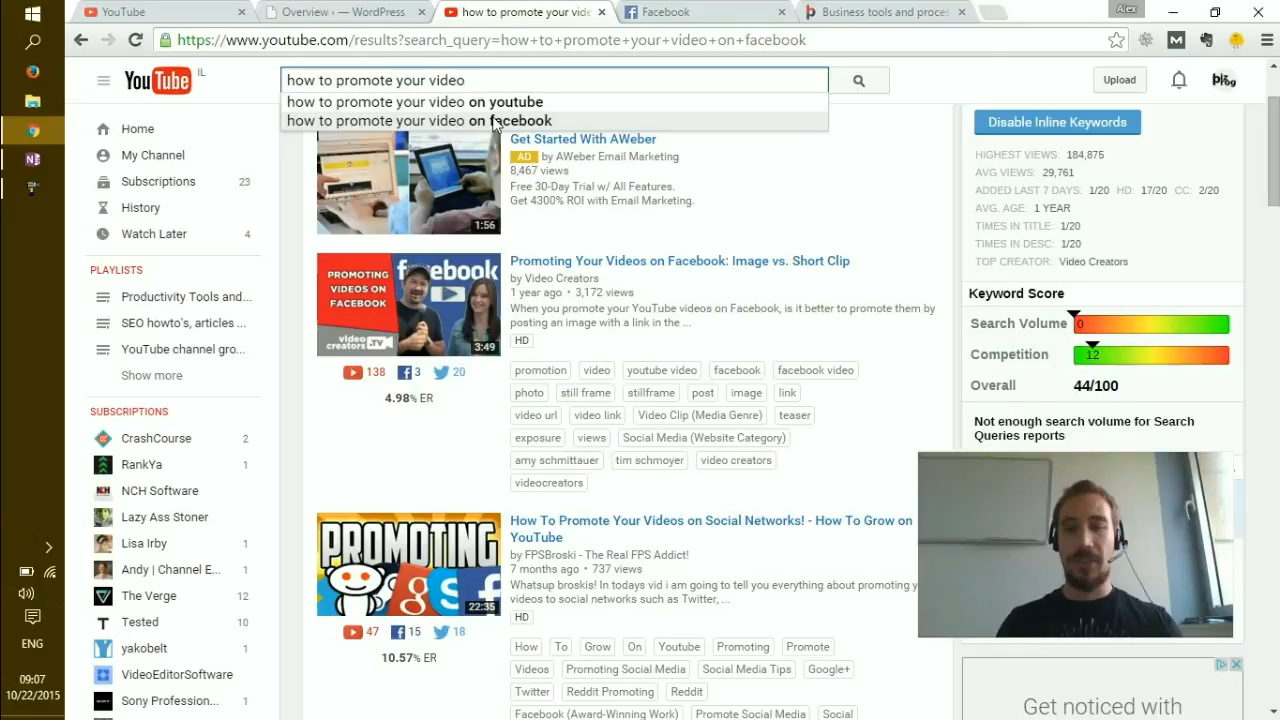 YouTube
Overview ‹ — WordPress
how to promote your vide
Facebook
Business tools and proces
Alex
https://www.youtube.com/results?search_query=how+to+promote+your+video+on+facebook
YouTube IL
how to promote your video
Upload
how to promote your video on youtube
how to promote your video on facebook
Home
My Channel
Subscriptions 23
History
Watch Later 4
PLAYLISTS
Productivity Tools and...
SEO howto's, articles ...
YouTube channel gro...
Show more
SUBSCRIPTIONS
CrashCourse 2
RankYa 1
NCH Software
Lazy Ass Stoner
Lisa Irby 1
Andy | Channel E... 1
The Verge 12
Tested 10
yakobelt 1
VideoEditorSoftware
Sony Profession... 1
ENG
09:07
10/22/2015
1:56
Get Started With AWeber
AD by AWeber Email Marketing
8,467 views
Free 30-Day Trial w/ All Features.
Get 4300% ROI with Email Marketing.
PROMOTING
YOUR VIDEOS
ON FACEBOOK
facebook
video
creators.TV
3:49
138 3 20
4.98% ER
Promoting Your Videos on Facebook: Image vs. Short Clip
by Video Creators
1 year ago • 3,172 views
When you promote your YouTube videos on Facebook, is it better to promote them by
posting an image with a link in the ...
HD
promotion video youtube video facebook facebook video
photo still frame stillframe post image link
video url video link Video Clip (Media Genre) teaser
exposure views Social Media (Website Category)
amy schmittauer tim schmoyer video creators
videocreators
PROMOTING
22:35
47 15 18
10.57% ER
How To Promote Your Videos on Social Networks! - How To Grow on
YouTube
by FPSBroski - The Real FPS Addict!
7 months ago • 737 views
Whatsup broskis! In todays vid i am going to tell you everything about promoting y
videos to social networks such as Twitter, ...
HD
How To Grow On Youtube Promoting Promote
Videos Promoting Social Media Social Media Tips Google+
Twitter Reddit Promoting Reddit
Facebook (Award-Winning Work) Promote Social Media Social
Disable Inline Keywords
HIGHEST VIEWS: 184,875
AVG VIEWS: 29,761
ADDED LAST 7 DAYS: 1/20 HD: 17/20 CC: 2/20
AVG. AGE: 1 YEAR
TIMES IN TITLE: 1/20
TIMES IN DESC: 1/20
TOP CREATOR: Video Creators
Keyword Score
Search Volume 0
Competition 12
Overall 44/100
Not enough search volume for Search
Queries reports
Get noticed with